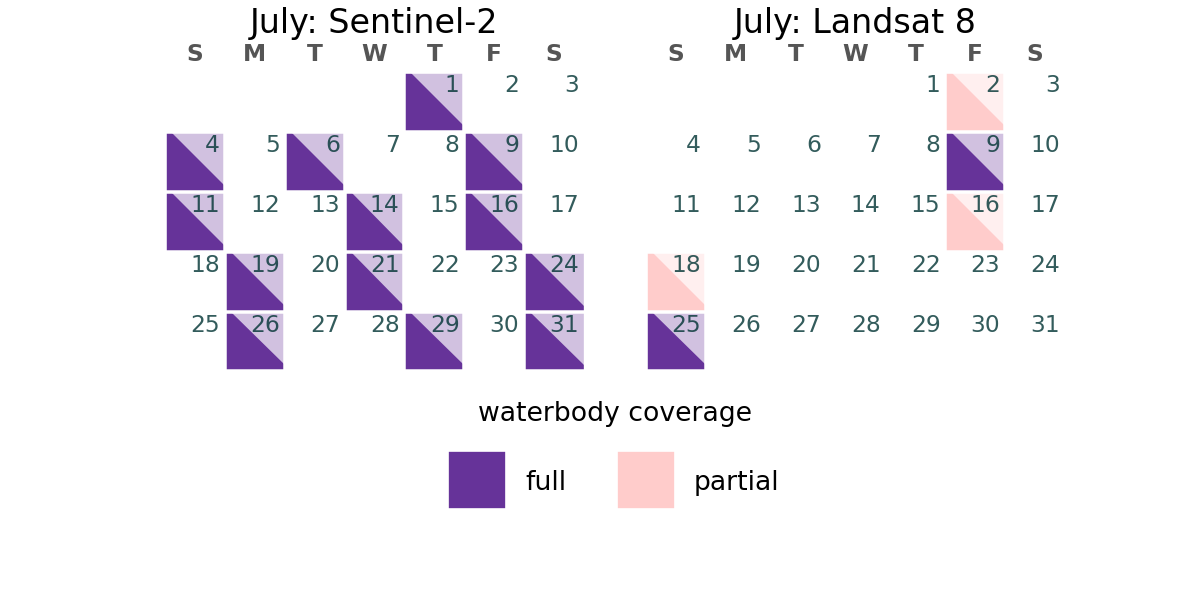 July: Sentinel-2
S M T W T F S
1 2 3
4 5 6 7 8 9 10
11 12 13 14 15 16 17
18 19 20 21 22 23 24
25 26 27 28 29 30 31
July: Landsat 8
S M T W T F S
1 2 3
4 5 6 7 8 9 10
11 12 13 14 15 16 17
18 19 20 21 22 23 24
25 26 27 28 29 30 31
waterbody coverage
full
partial